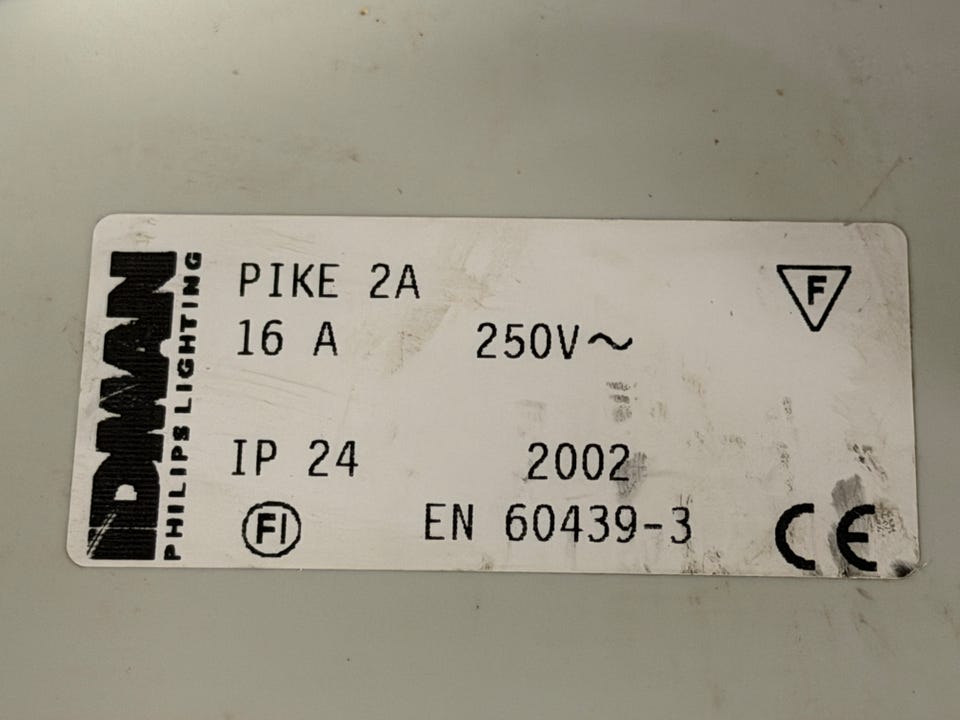 IDMAN
PHILIPS LIGHTING
PIKE 2A
F
16 A 250V~
IP 24 2002
FI EN 60439-3 CE